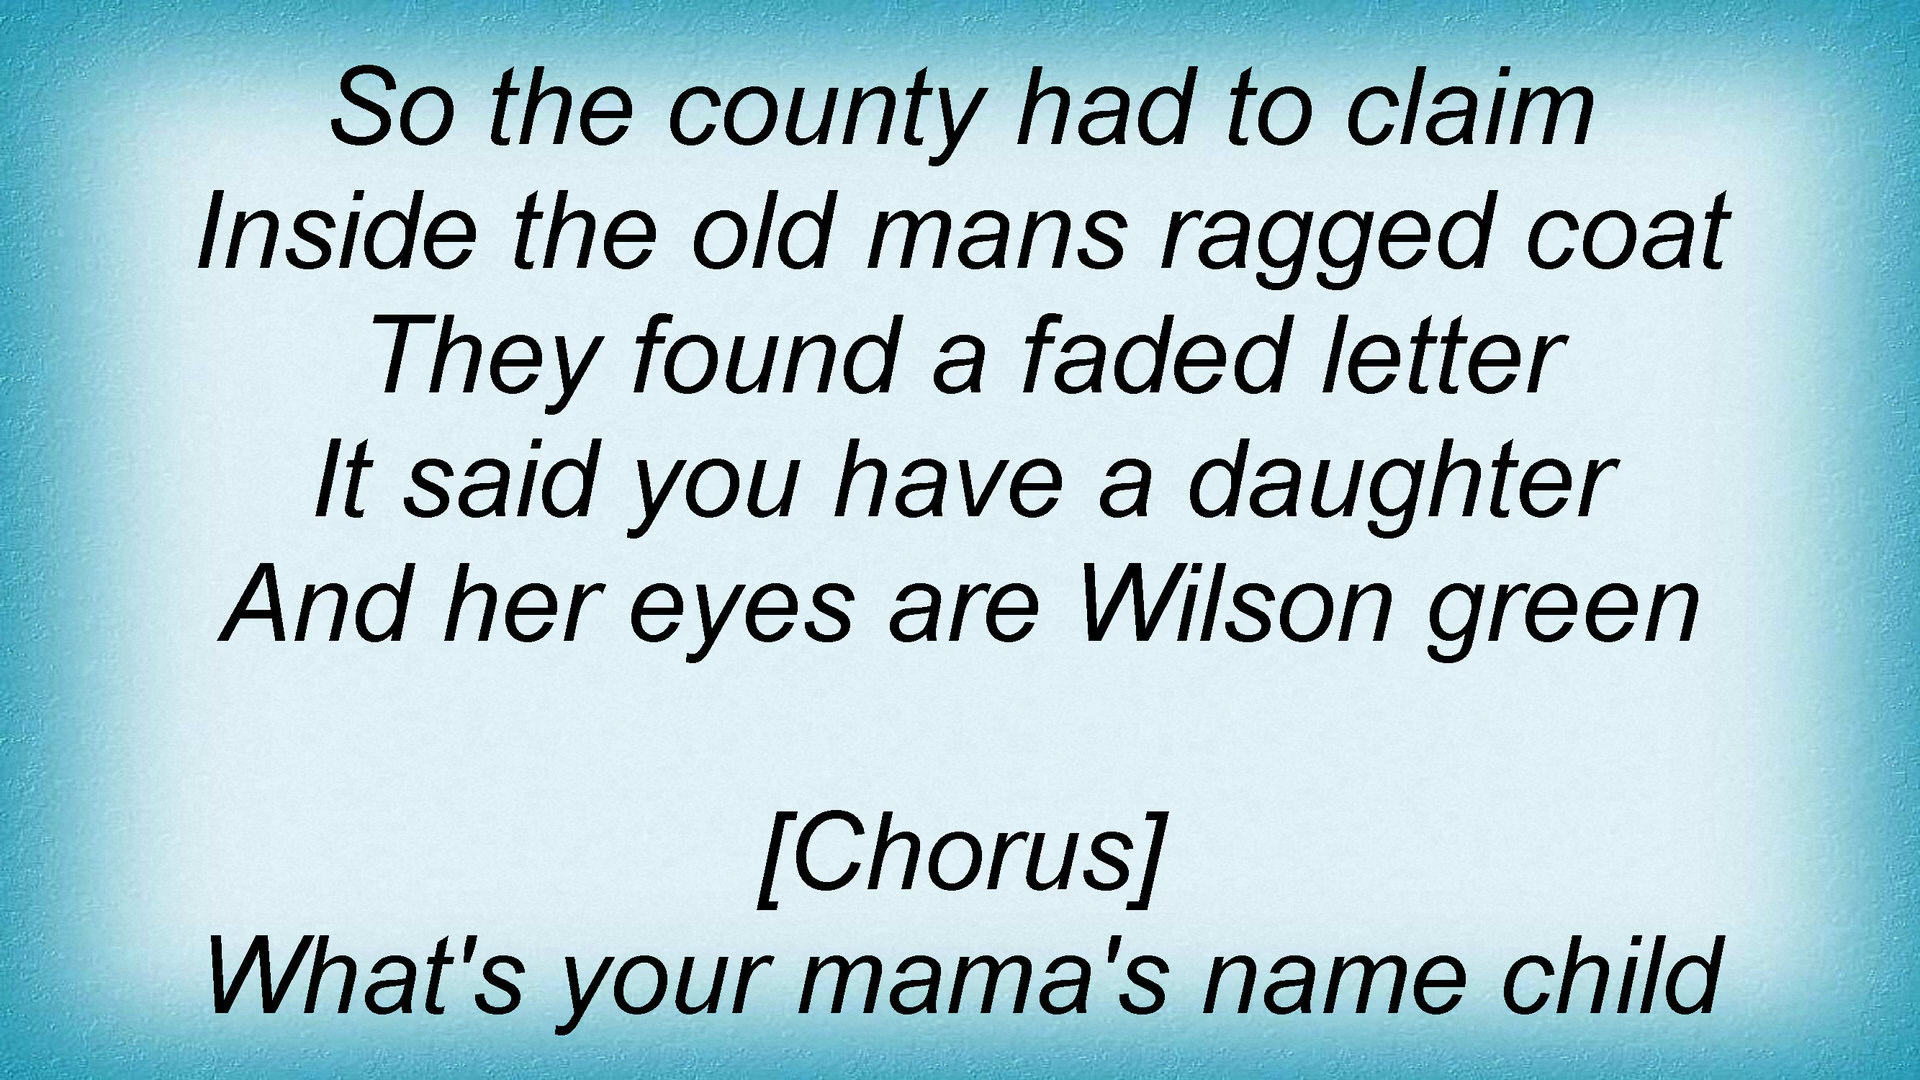 So the county had to claim
Inside the old mans ragged coat
They found a faded letter
It said you have a daughter
And her eyes are Wilson green
[Chorus]
What's your mama's name child